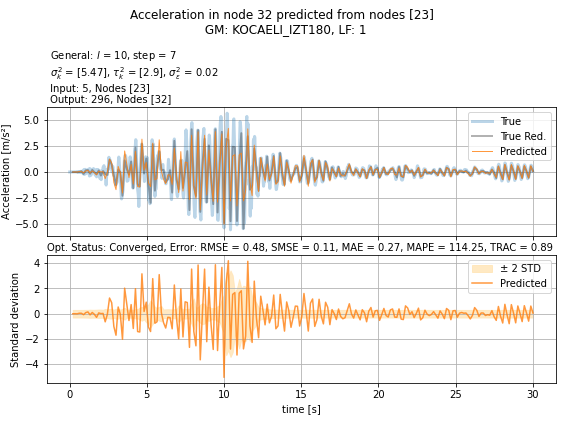 Acceleration in node 32 predicted from nodes [23]
GM: KOCAELI_IZT180, LF: 1
General: l = 10, step = 7
σ²ₖ = [5.47], τ²ₖ = [2.9], σ²ε = 0.02
Input: 5, Nodes [23]
Output: 296, Nodes [32]
True
True Red.
Predicted
5.0
2.5
0.0
−2.5
−5.0
Acceleration [m/s²]
Opt. Status: Converged, Error: RMSE = 0.48, SMSE = 0.11, MAE = 0.27, MAPE = 114.25, TRAC = 0.89
± 2 STD
Predicted
4
2
0
−2
−4
Standard deviation
0 5 10 15 20 25 30
time [s]